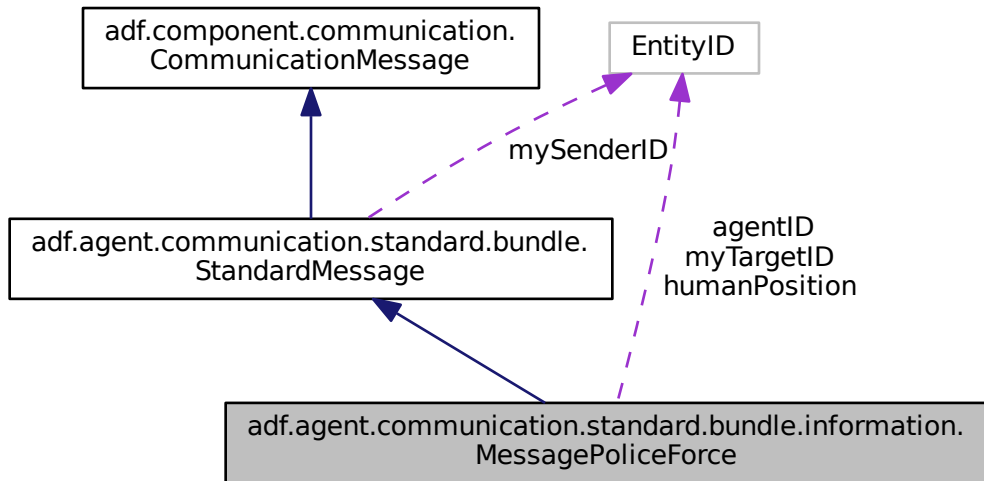 adf.component.communication.
CommunicationMessage
EntityID
mySenderID
adf.agent.communication.standard.bundle.
StandardMessage
agentID
myTargetID
humanPosition
adf.agent.communication.standard.bundle.information.
MessagePoliceForce